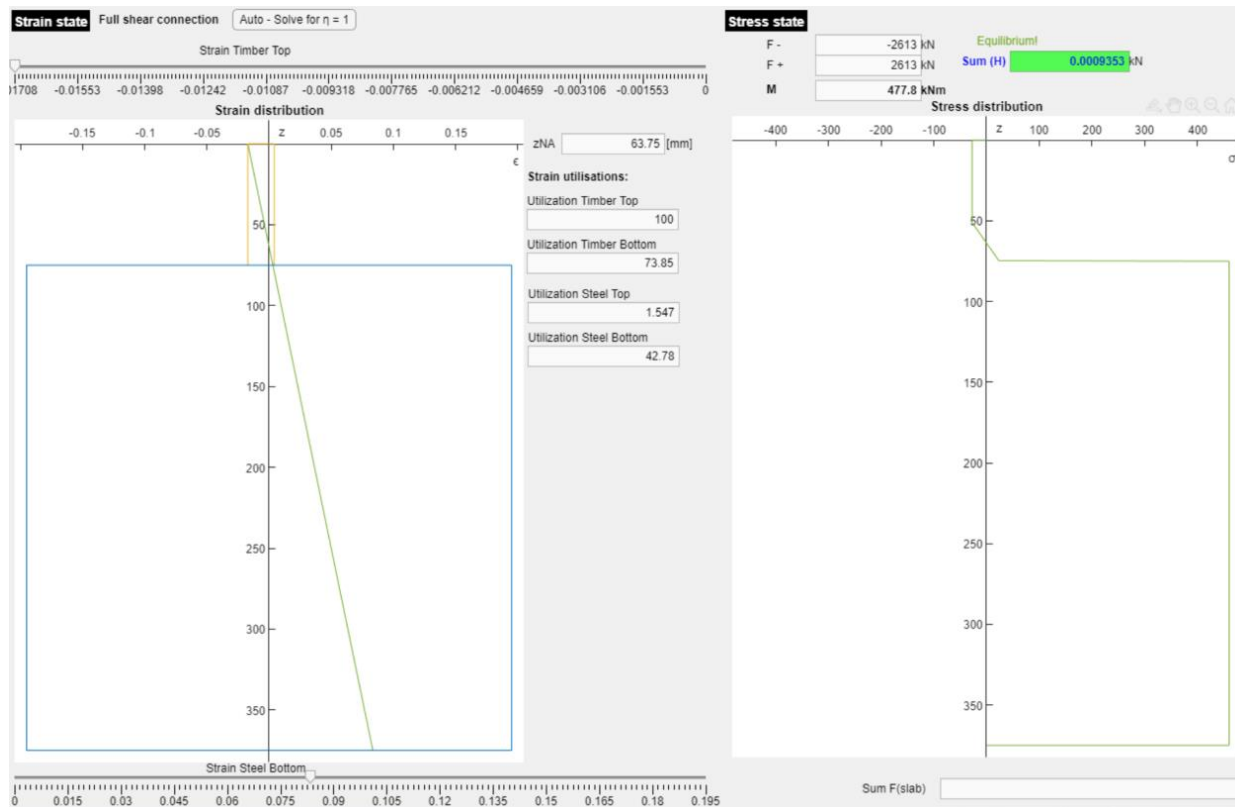 Strain state Full shear connection Auto - Solve for η = 1
Strain Timber Top
01708 -0.01553 -0.01398 -0.01242 -0.01087 -0.009318 -0.007765 -0.006212 -0.004659 -0.003106 -0.001553 0
Strain distribution
-0.15 -0.1 -0.05 z 0.05 0.1 0.15
ϵ
50
100
150
200
250
300
350
zNA 63.75 [mm]
Strain utilisations:
Utilization Timber Top
100
Utilization Timber Bottom
73.85
Utilization Steel Top
1.547
Utilization Steel Bottom
42.78
Strain Steel Bottom
0 0.015 0.03 0.045 0.06 0.075 0.09 0.105 0.12 0.135 0.15 0.165 0.18 0.195
Stress state
F - -2613 kN
F + 2613 kN
M 477.8 kNm
Equilibrium!
Sum (H) 0.0009353 kN
Stress distribution
-400 -300 -200 -100 z 100 200 300 400
σ
50
100
150
200
250
300
350
Sum F(slab)